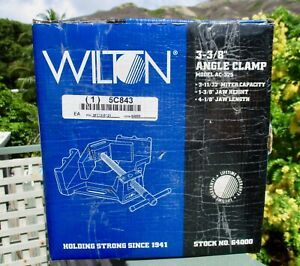 WILTON®
3-3/8"
ANGLE CLAMP
MODEL AC-325
• 2-11/32" MITER CAPACITY
• 1-3/8" JAW HEIGHT
• 4-1/8" JAW LENGTH
(1) 5C843
EA
HOLDING STRONG SINCE 1941
STOCK NO. 64000